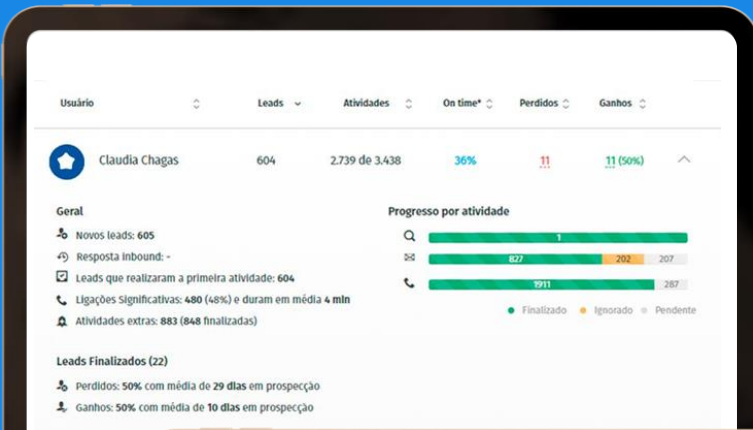 Usuário Leads Atividades On time* Perdidos Ganhos
Claudia Chagas 604 2.739 de 3.438 36% 11 11 (50%)
Geral
Novos leads: 605
Resposta inbound: -
Leads que realizaram a primeira atividade: 604
Ligações Significativas: 480 (48%) e duram em média 4 min
Atividades extras: 883 (848 finalizadas)
Progresso por atividade
1
827 202 207
1911 287
Finalizado Ignorado Pendente
Leads Finalizados (22)
Perdidos: 50% com média de 29 dias em prospecção
Ganhos: 50% com média de 10 dias em prospecção